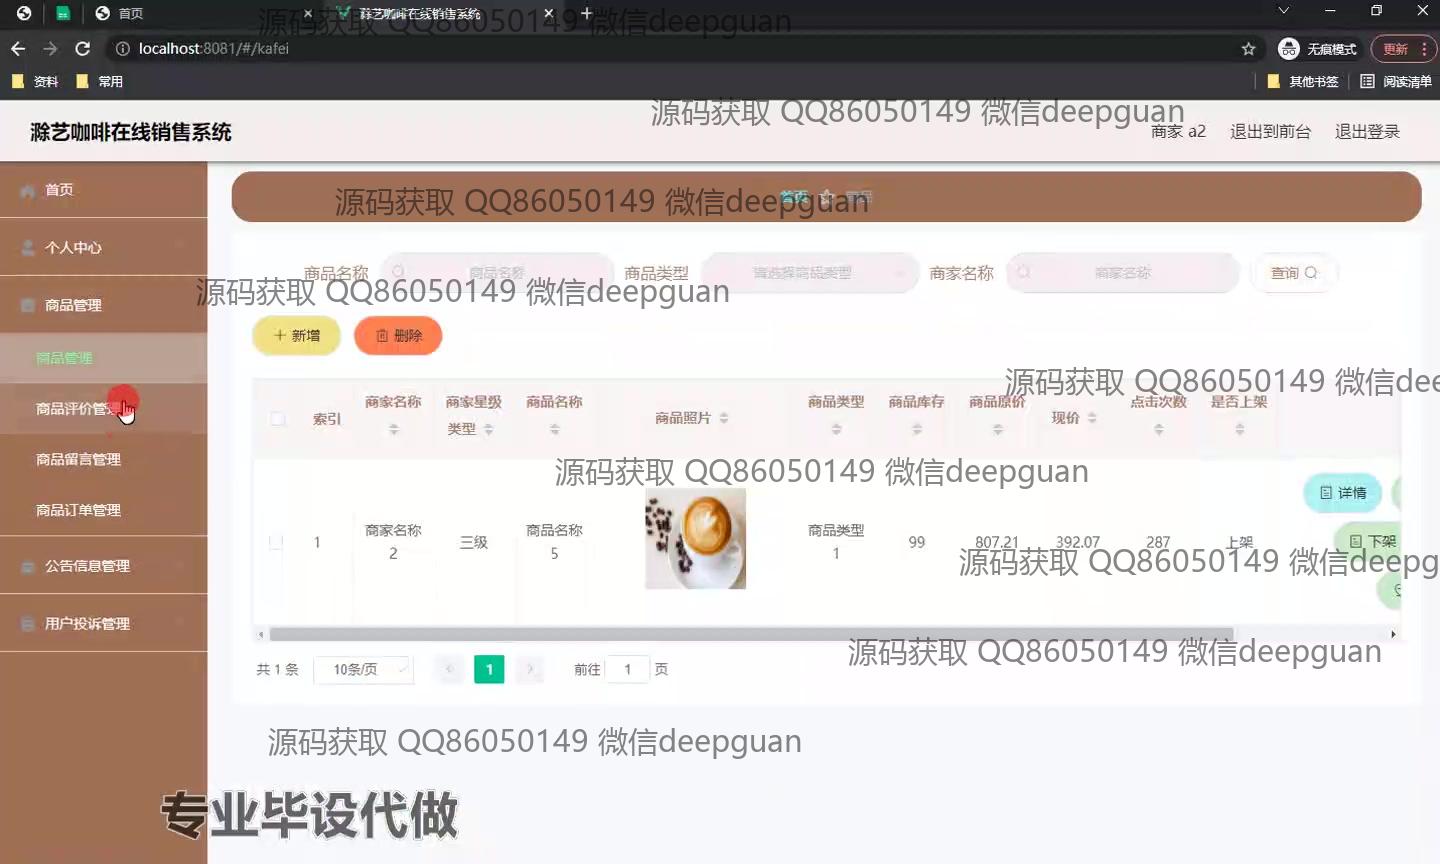 首页
滁艺咖啡在线销售系统
源码获取 QQ86050149 微信deepguan
localhost:8081/#/kafei
无痕模式
更新
资料
常用
其他书签
阅读清单
滁艺咖啡在线销售系统
源码获取 QQ86050149 微信deepguan
商家 a2
退出到前台
退出登录
首页
个人中心
商品管理
商品管理
商品评价管理
商品留言管理
商品订单管理
公告信息管理
用户投诉管理
首页
商品
源码获取 QQ86050149 微信deepguan
商品名称
商品名称
商品类型
请选择商品类型
商家名称
商家名称
查询
源码获取 QQ86050149 微信deepguan
新增
删除
源码获取 QQ86050149 微信dee
索引
商家名称
商家星级类型
商品名称
商品照片
商品类型
商品库存
商品原价
现价
点击次数
是否上架
源码获取 QQ86050149 微信deepguan
1
商家名称2
三级
商品名称5
商品类型1
99
807.21
392.07
287
上架
详情
下架
源码获取 QQ86050149 微信deepg
源码获取 QQ86050149 微信deepguan
共 1 条
10条/页
1
前往 1 页
源码获取 QQ86050149 微信deepguan
专业毕设代做